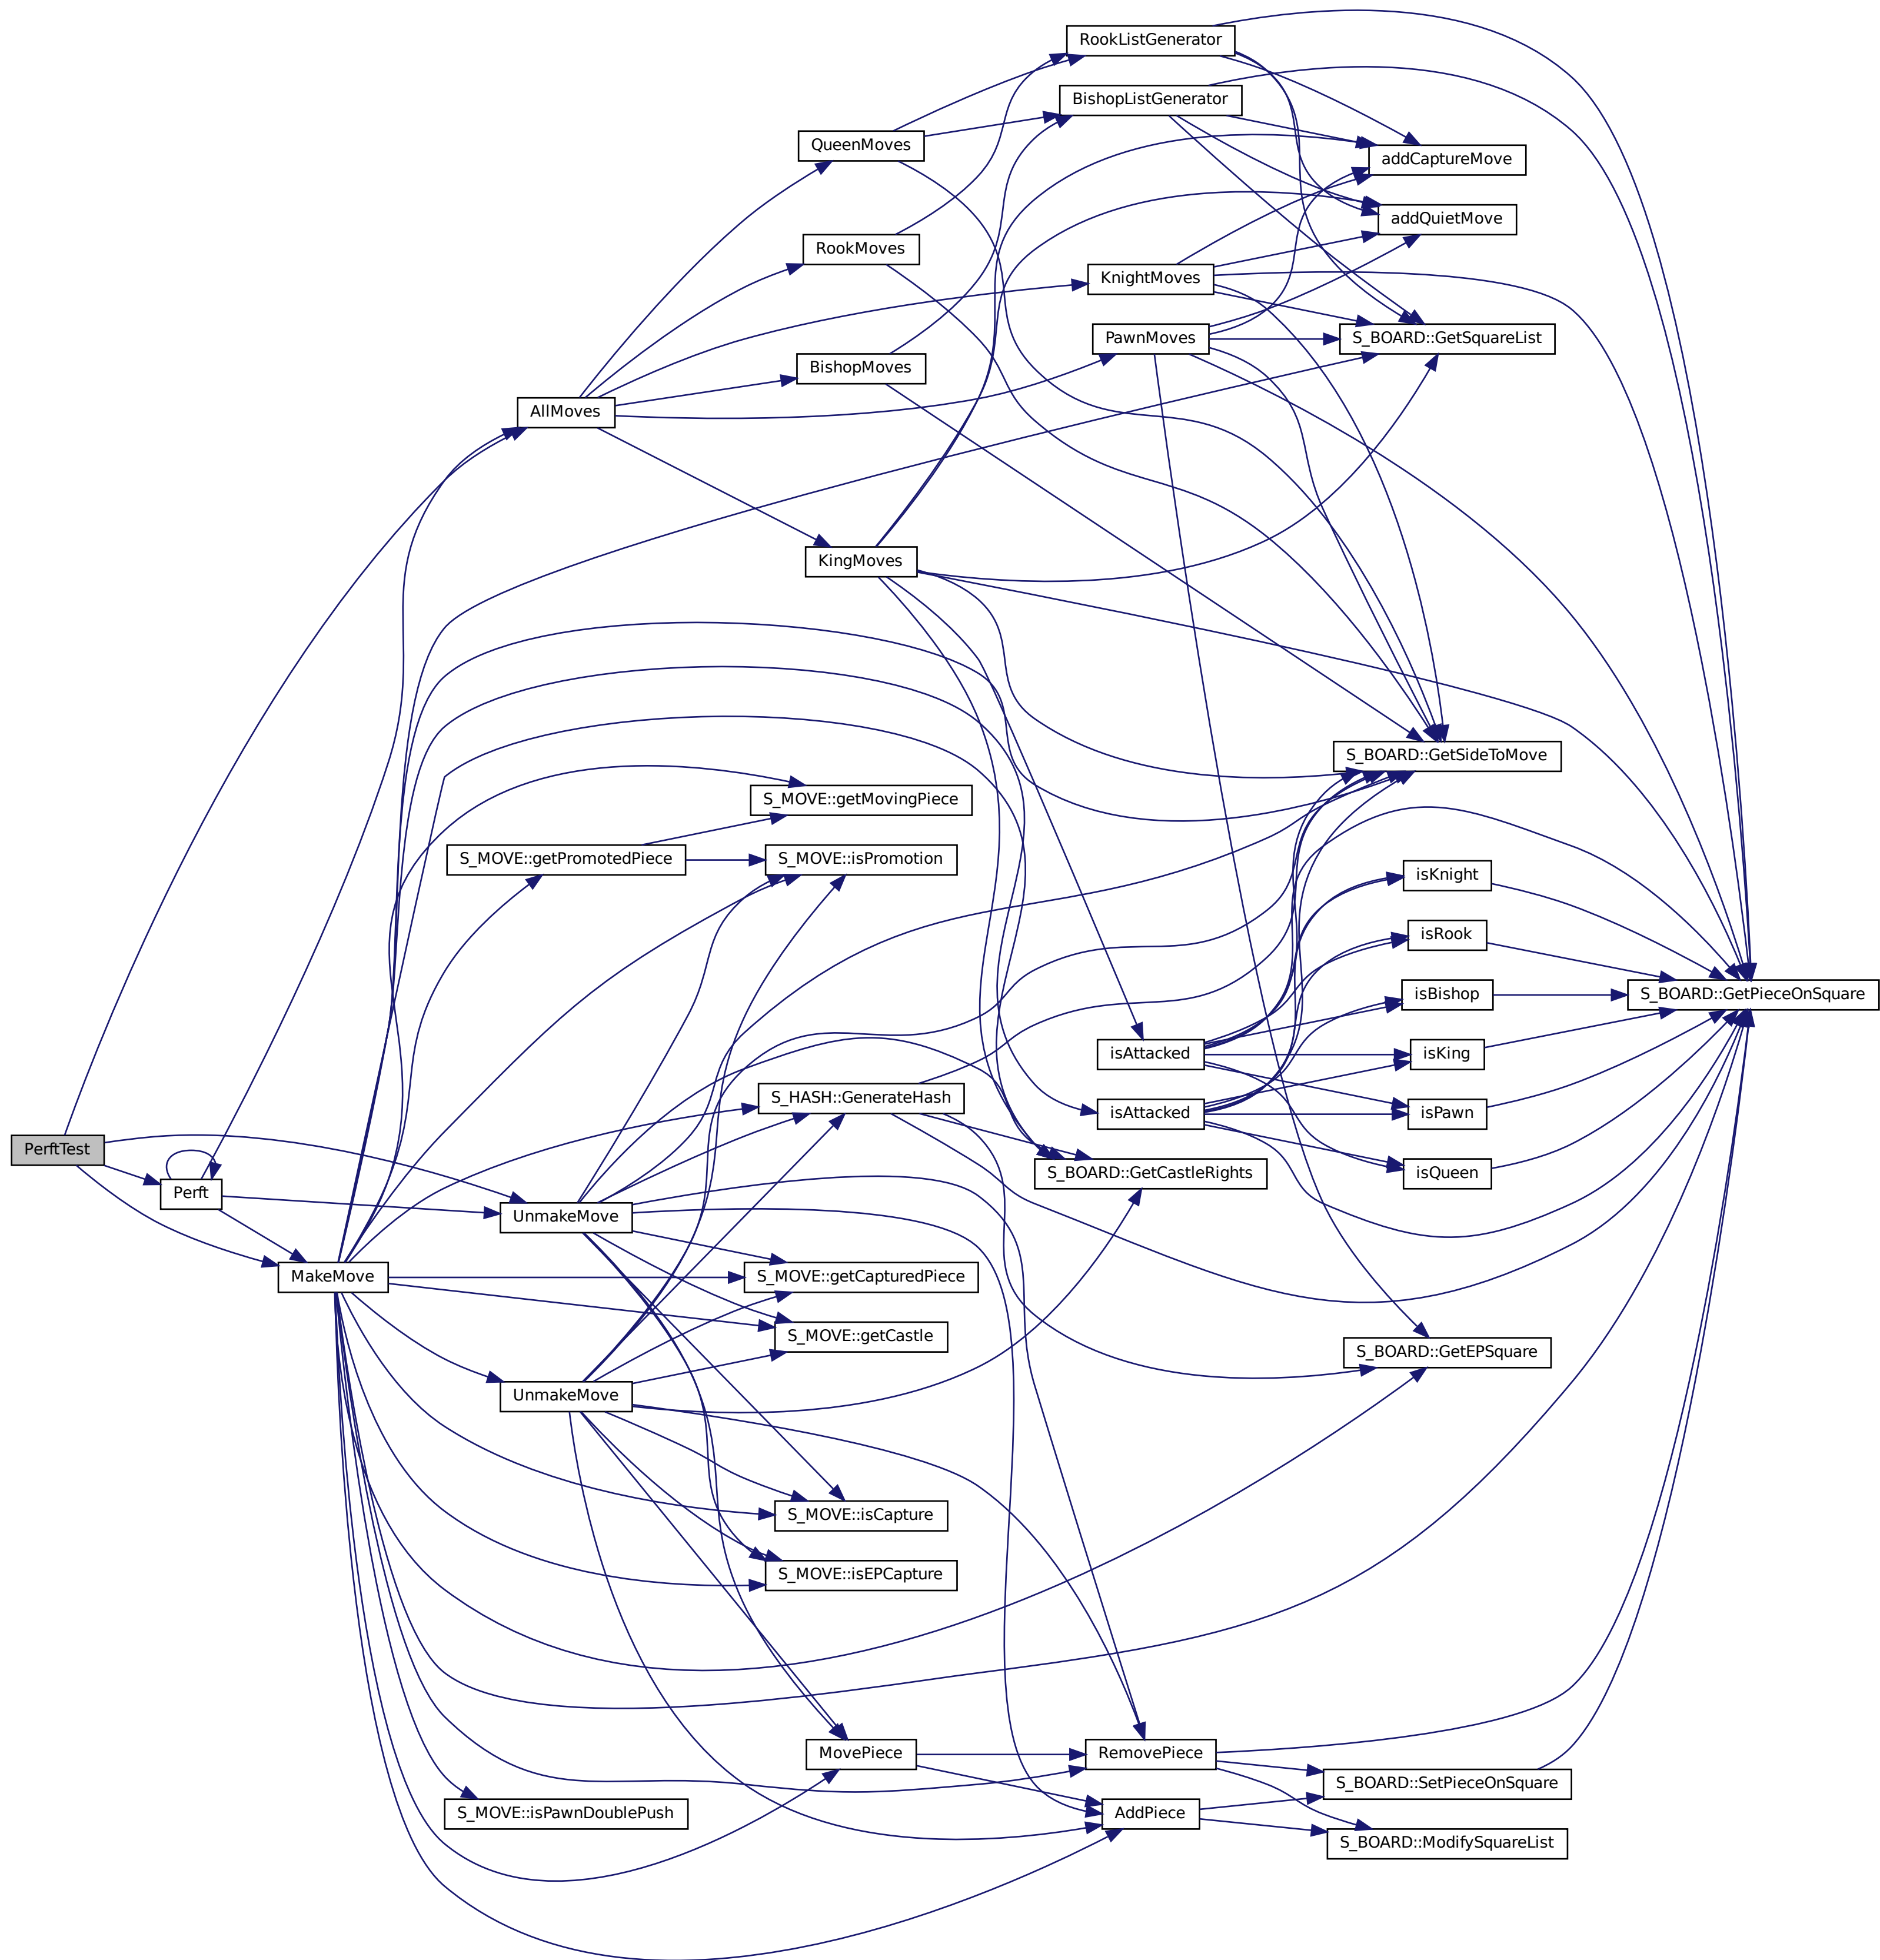 RookListGenerator
BishopListGenerator
QueenMoves
addCaptureMove
addQuietMove
RookMoves
KnightMoves
PawnMoves
S_BOARD::GetSquareList
BishopMoves
AllMoves
KingMoves
S_BOARD::GetSideToMove
S_MOVE::getMovingPiece
S_MOVE::getPromotedPiece
S_MOVE::isPromotion
isKnight
isRook
isBishop
S_BOARD::GetPieceOnSquare
isAttacked
isKing
S_HASH::GenerateHash
isAttacked
isPawn
PerftTest
S_BOARD::GetCastleRights
isQueen
Perft
UnmakeMove
MakeMove
S_MOVE::getCapturedPiece
S_MOVE::getCastle
S_BOARD::GetEPSquare
UnmakeMove
S_MOVE::isCapture
S_MOVE::isEPCapture
MovePiece
RemovePiece
S_BOARD::SetPieceOnSquare
S_MOVE::isPawnDoublePush
AddPiece
S_BOARD::ModifySquareList